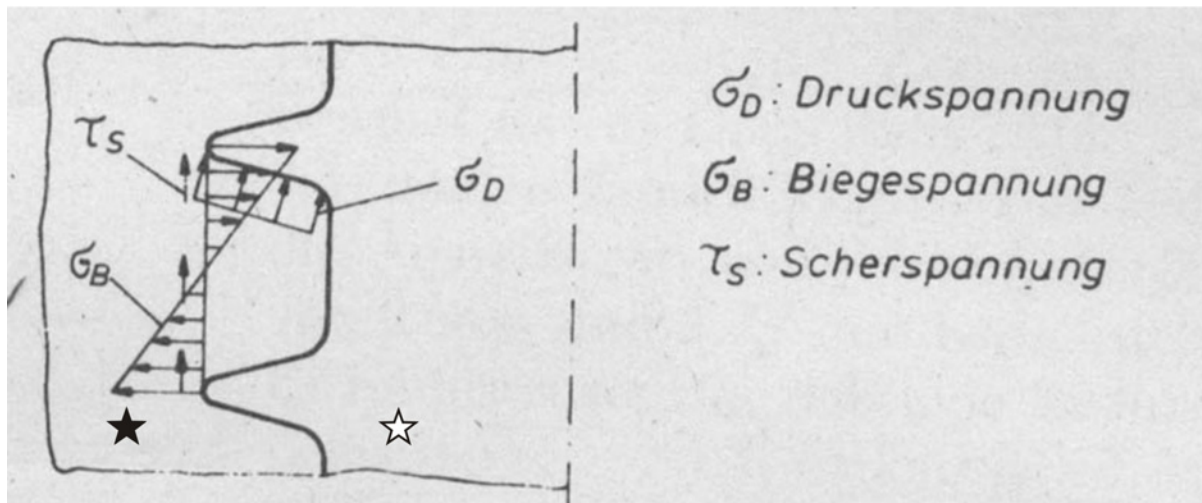 τS
σD
σB
σD: Druckspannung
σB: Biegespannung
τS: Scherspannung